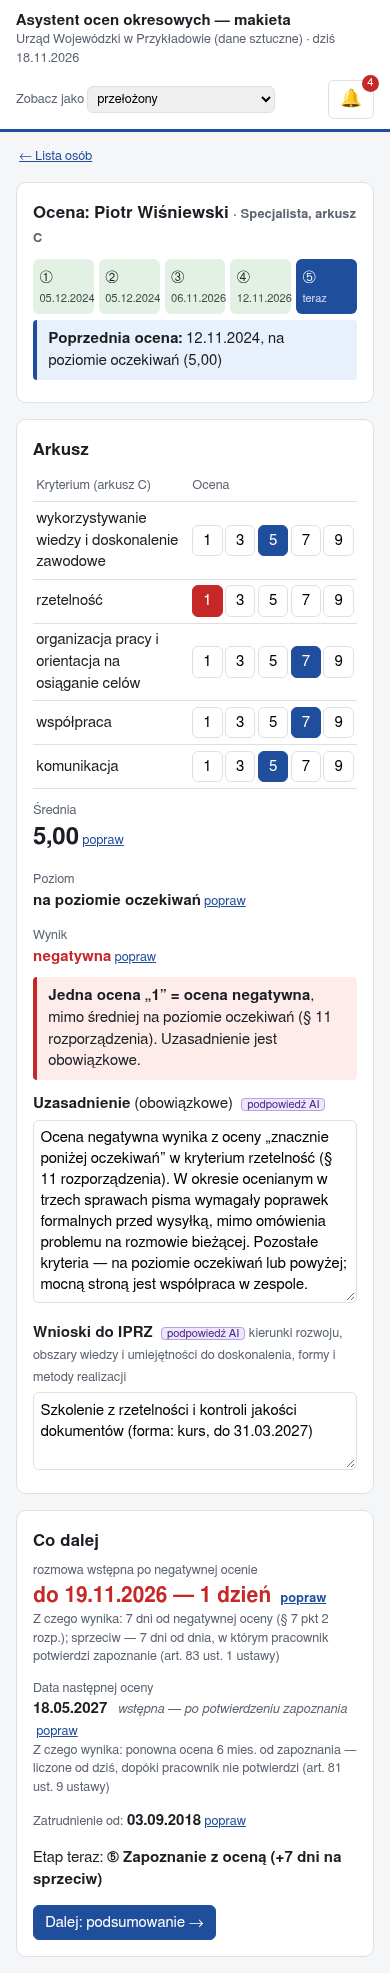 Asystent ocen okresowych — makieta
Urząd Wojewódzki w Przykładowie (dane sztuczne) · dziś
18.11.2026
Zobacz jako przełożony
4
← Lista osób
Ocena: Piotr Wiśniewski · Specjalista, arkusz
C
① ② ③ ④ ⑤
05.12.2024 05.12.2024 06.11.2026 12.11.2026 teraz
Poprzednia ocena: 12.11.2024, na
poziomie oczekiwań (5,00)
Arkusz
Kryterium (arkusz C) Ocena
wykorzystywanie
wiedzy i doskonalenie 1 3 5 7 9
zawodowe
rzetelność 1 3 5 7 9
organizacja pracy i
orientacja na 1 3 5 7 9
osiąganie celów
współpraca 1 3 5 7 9
komunikacja 1 3 5 7 9
Średnia
5,00 popraw
Poziom
na poziomie oczekiwań popraw
Wynik
negatywna popraw
Jedna ocena „1” = ocena negatywna,
mimo średniej na poziomie oczekiwań (§ 11
rozporządzenia). Uzasadnienie jest
obowiązkowe.
Uzasadnienie (obowiązkowe) podpowiedź AI
Ocena negatywna wynika z oceny „znacznie
poniżej oczekiwań” w kryterium rzetelność (§
11 rozporządzenia). W okresie ocenianym w
trzech sprawach pisma wymagały poprawek
formalnych przed wysyłką, mimo omówienia
problemu na rozmowie bieżącej. Pozostałe
kryteria — na poziomie oczekiwań lub powyżej;
mocną stroną jest współpraca w zespole.
Wnioski do IPRZ podpowiedź AI kierunki rozwoju,
obszary wiedzy i umiejętności do doskonalenia, formy i
metody realizacji
Szkolenie z rzetelności i kontroli jakości
dokumentów (forma: kurs, do 31.03.2027)
Co dalej
rozmowa wstępna po negatywnej ocenie
do 19.11.2026 — 1 dzień popraw
Z czego wynika: 7 dni od negatywnej oceny (§ 7 pkt 2
rozp.); sprzeciw — 7 dni od dnia, w którym pracownik
potwierdzi zapoznanie (art. 83 ust. 1 ustawy)
Data następnej oceny
18.05.2027 wstępna — po potwierdzeniu zapoznania
popraw
Z czego wynika: ponowna ocena 6 mies. od zapoznania —
liczone od dziś, dopóki pracownik nie potwierdzi (art. 81
ust. 9 ustawy)
Zatrudnienie od: 03.09.2018 popraw
Etap teraz: ⑤ Zapoznanie z oceną (+7 dni na
sprzeciw)
Dalej: podsumowanie →